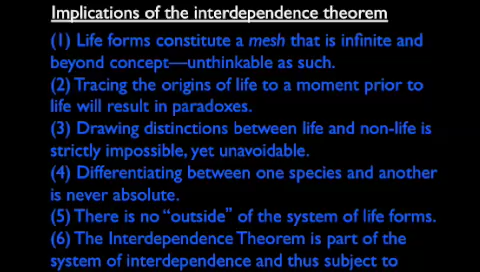 Implications of the interdependence theorem
(1) Life forms constitute a mesh that is infinite and
beyond concept—unthinkable as such.
(2) Tracing the origins of life to a moment prior to
life will result in paradoxes.
(3) Drawing distinctions between life and non-life is
strictly impossible, yet unavoidable.
(4) Differentiating between one species and another
is never absolute.
(5) There is no “outside” of the system of life forms.
(6) The Interdependence Theorem is part of the
system of interdependence and thus subject to